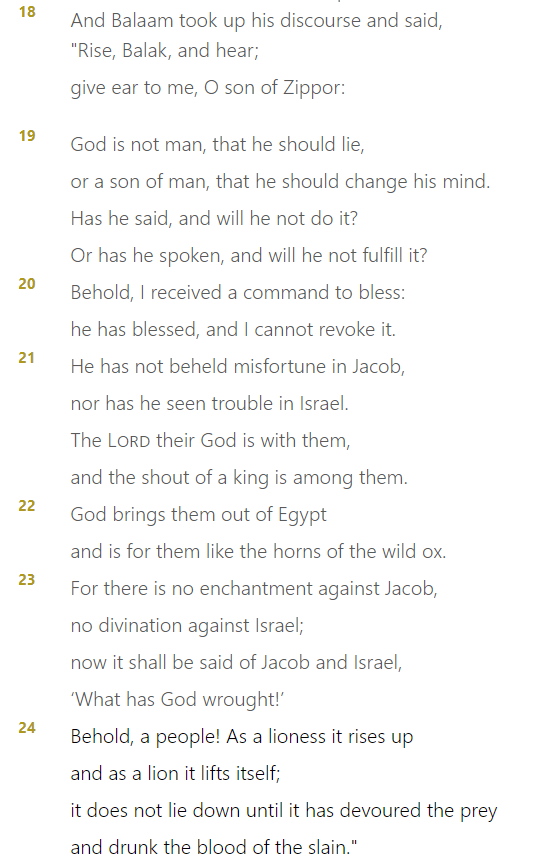 18 And Balaam took up his discourse and said,
"Rise, Balak, and hear;
give ear to me, O son of Zippor:
19 God is not man, that he should lie,
or a son of man, that he should change his mind.
Has he said, and will he not do it?
Or has he spoken, and will he not fulfill it?
20 Behold, I received a command to bless:
he has blessed, and I cannot revoke it.
21 He has not beheld misfortune in Jacob,
nor has he seen trouble in Israel.
The LORD their God is with them,
and the shout of a king is among them.
22 God brings them out of Egypt
and is for them like the horns of the wild ox.
23 For there is no enchantment against Jacob,
no divination against Israel;
now it shall be said of Jacob and Israel,
‘What has God wrought!’
24 Behold, a people! As a lioness it rises up
and as a lion it lifts itself;
it does not lie down until it has devoured the prey
and drunk the blood of the slain."